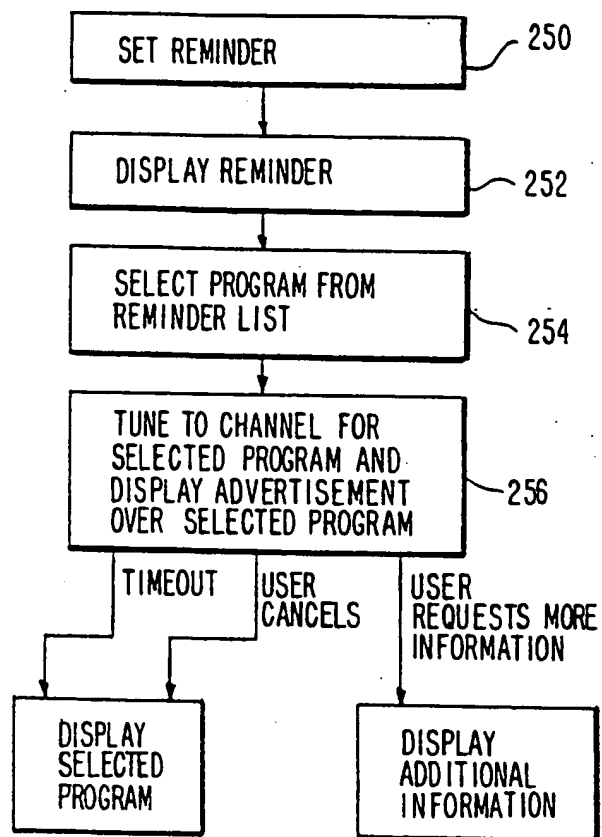 SET REMINDER
250
DISPLAY REMINDER
252
SELECT PROGRAM FROM
REMINDER LIST
254
TUNE TO CHANNEL FOR
SELECTED PROGRAM AND
DISPLAY ADVERTISEMENT
OVER SELECTED PROGRAM
256
TIMEOUT
USER
CANCELS
USER
REQUESTS MORE
INFORMATION
DISPLAY
SELECTED
PROGRAM
DISPLAY
ADDITIONAL
INFORMATION